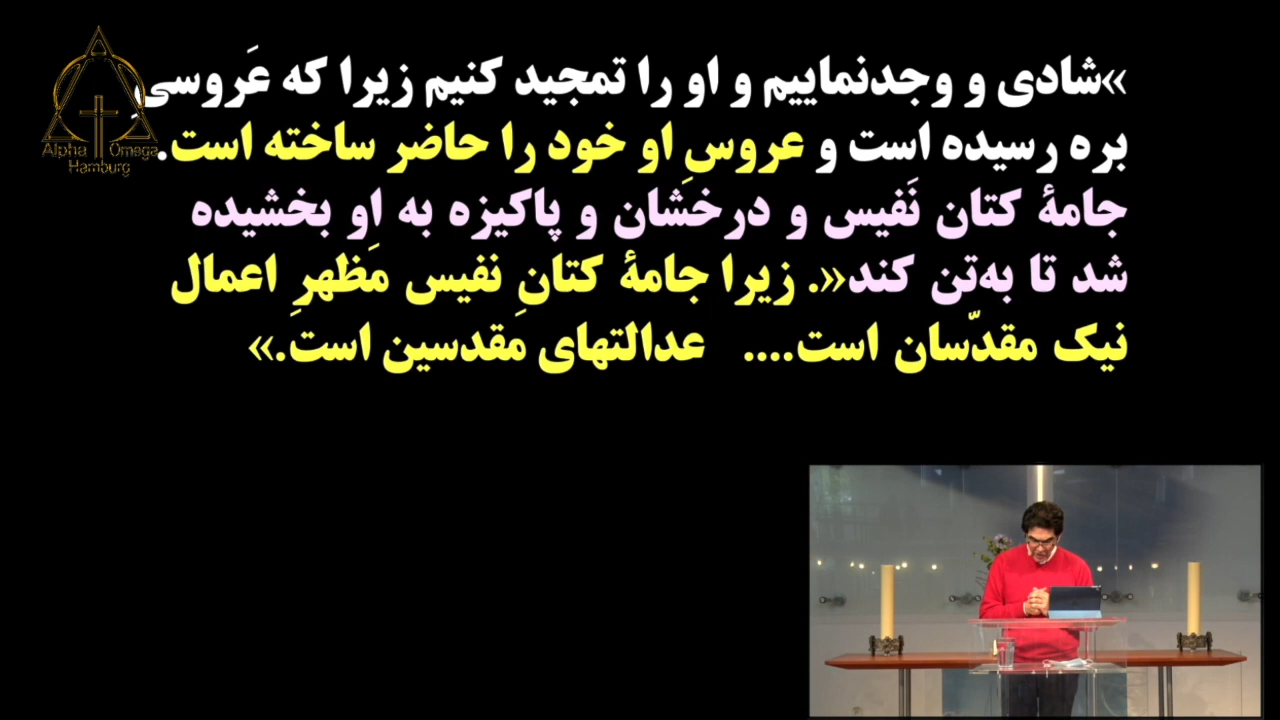 »شادی و وجدنماییم و او را تمجید کنیم زیرا که عَروسیِ
بره رسیده است و عروسِ او خود را حاضر ساخته است.
جامهٔ کتان نَفیس و درخشان و پاکیزه به او بخشیده
شد تا به‌تن کند«. زیرا جامهٔ کتانِ نفیس مَظهرِ اعمال
نیک مقدّسان است.... عدالتهای مقدسین است.»
Alpha Omega
Hamburg